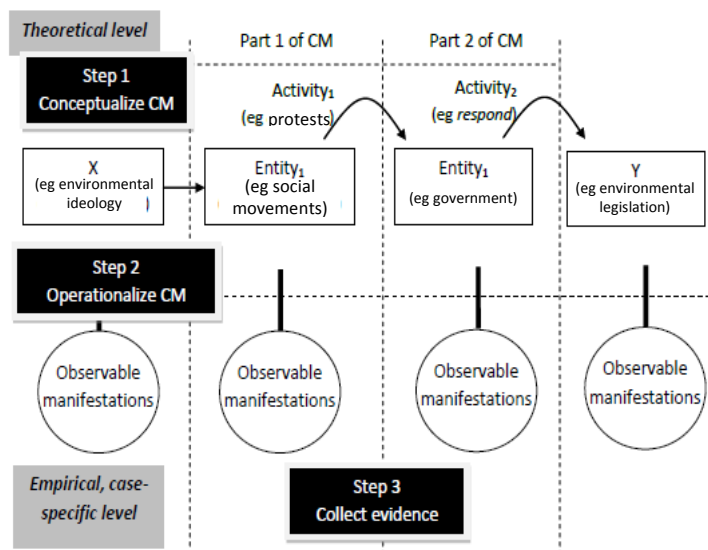 Theoretical level
Part 1 of CM
Part 2 of CM
Step 1
Conceptualize CM
Activity₁
(eg protests)
Activity₂
(eg respond)
X
(eg environmental
ideology )
Entity₁
(eg social
movements)
Entity₁
(eg government)
Y
(eg environmental
legislation)
Step 2
Operationalize CM
Observable
manifestations
Observable
manifestations
Observable
manifestations
Observable
manifestations
Empirical, case-
specific level
Step 3
Collect evidence